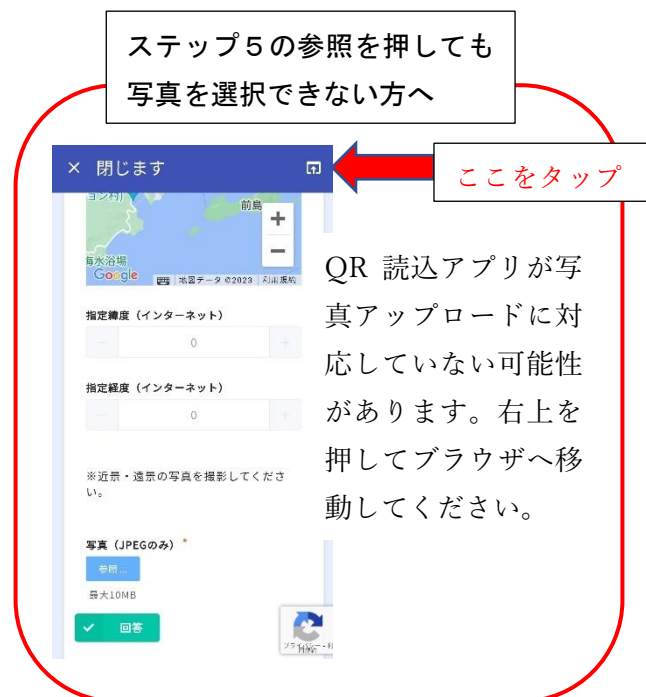 ステップ５の参照を押しても
写真を選択できない方へ
× 閉じます
ここをタップ
ョン村)
前島
+
−
海水浴場
Google
地図データ ©2023
利用規約
指定緯度（インターネット）
− 0 +
指定経度（インターネット）
− 0 +
※近景・遠景の写真を撮影してくださ
い。
写真（JPEGのみ）*
参照...
最大10MB
回答
QR 読込アプリが写
真アップロードに対
応していない可能性
があります。右上を
押してブラウザへ移
動してください。